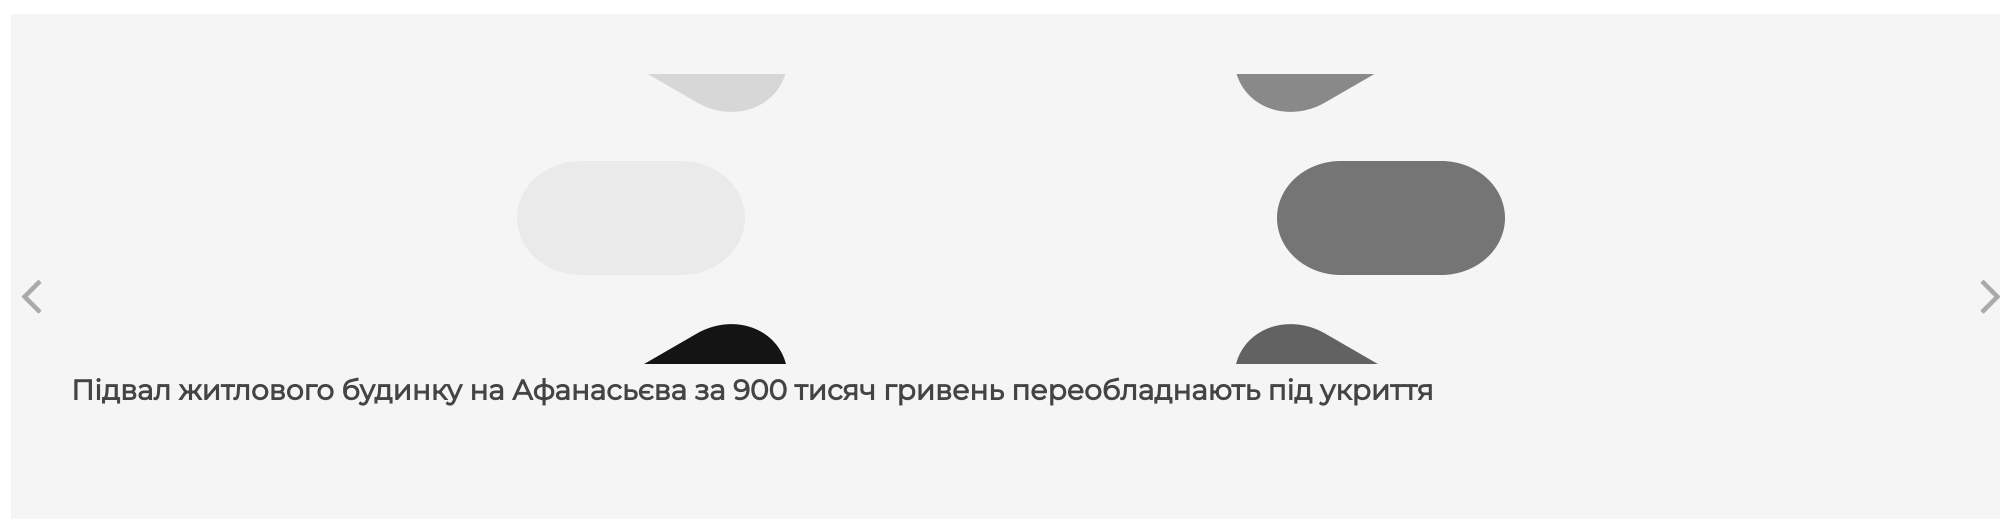 Підвал житлового будинку на Афанасьєва за 900 тисяч гривень переобладнають під укриття